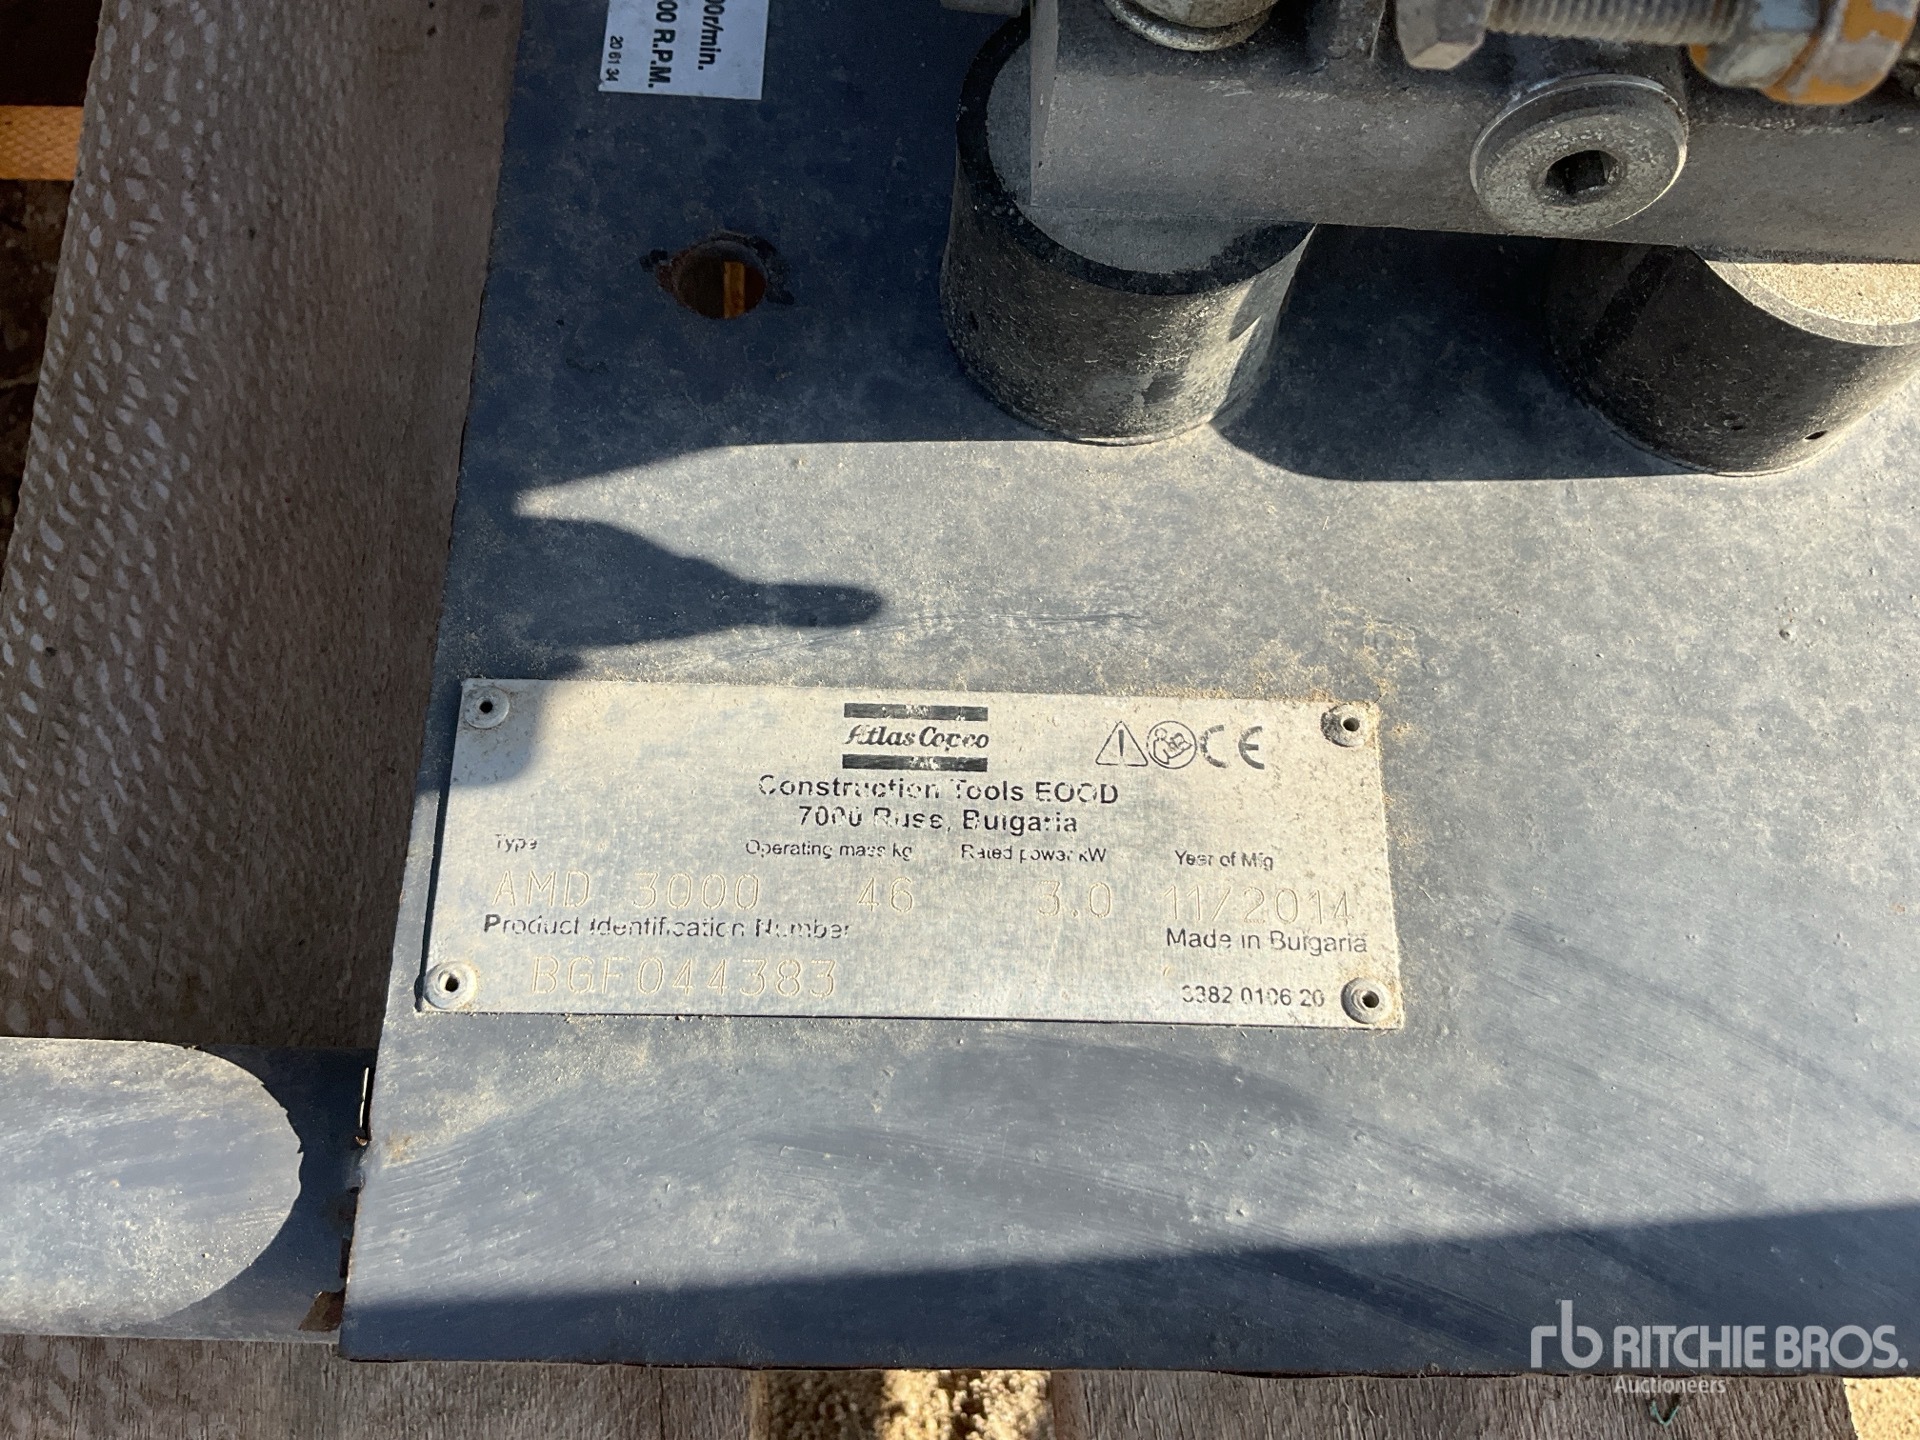 00r/min.
00 R.P.M.
20 61 34
Atlas Copco
CE
Construction Tools EOOD
7000 Ruse, Bulgaria
Type Operating mass kg Rated power kW Year of Mfg
AMD 3000 46 3.0 11/2014
Product Identification Number Made in Bulgaria
BGF044383
3382 0106 20
rb RITCHIE BROS.
Auctioneers